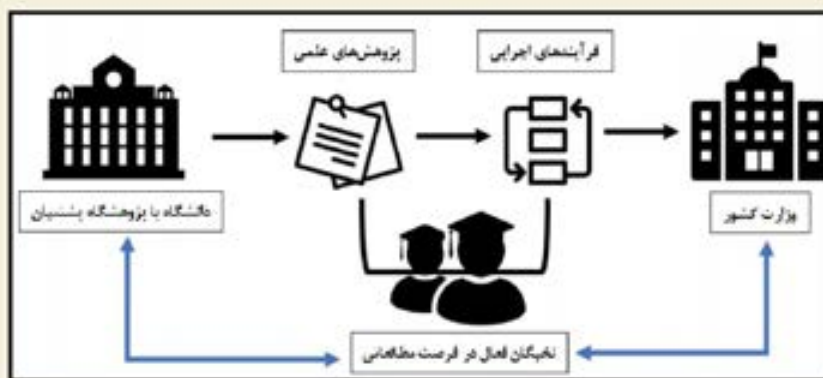 پژوهش‌های علمی
فرآیندهای اجرایی
دانشگاه یا پژوهشگاه پشتیبان
وزارت کشور
نخبگان فعال در فرصت مطالعاتی